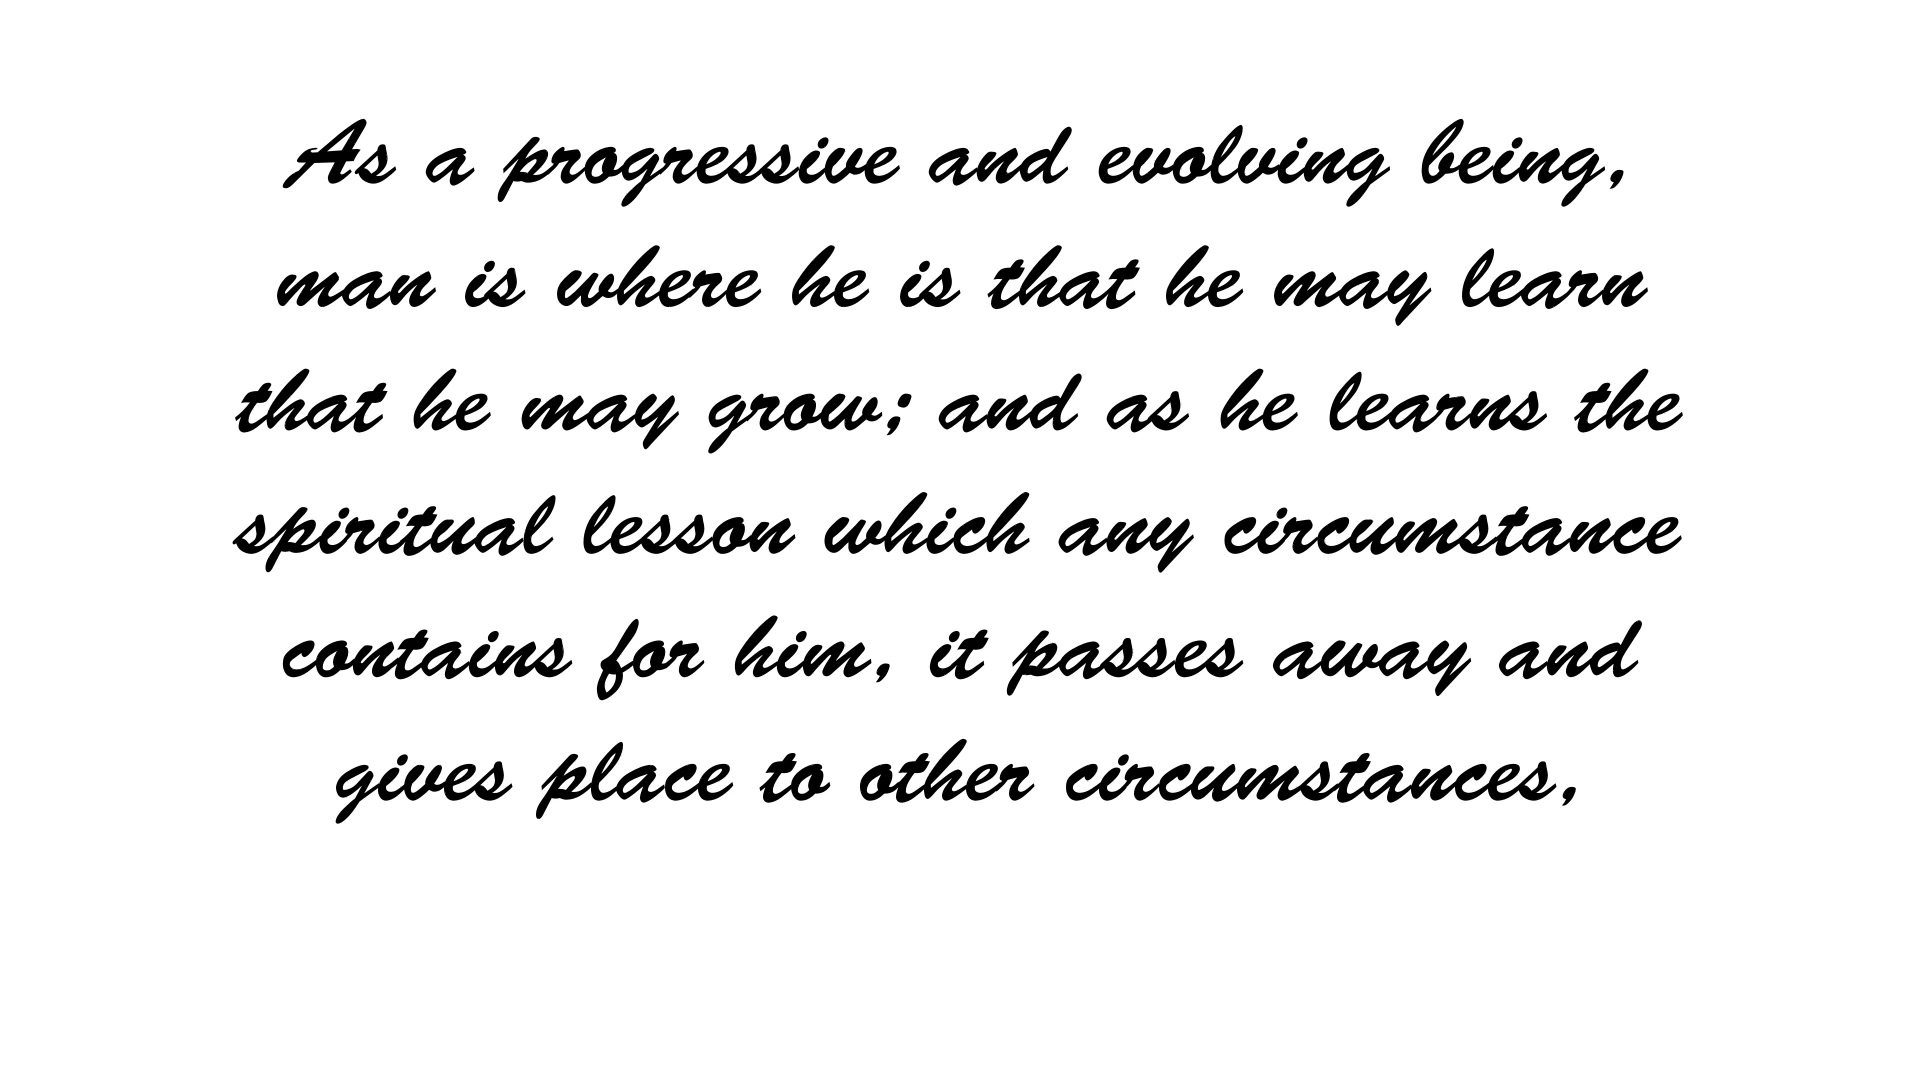 As a progressive and evolving being,
man is where he is that he may learn
that he may grow; and as he learns the
spiritual lesson which any circumstance
contains for him, it passes away and
gives place to other circumstances,